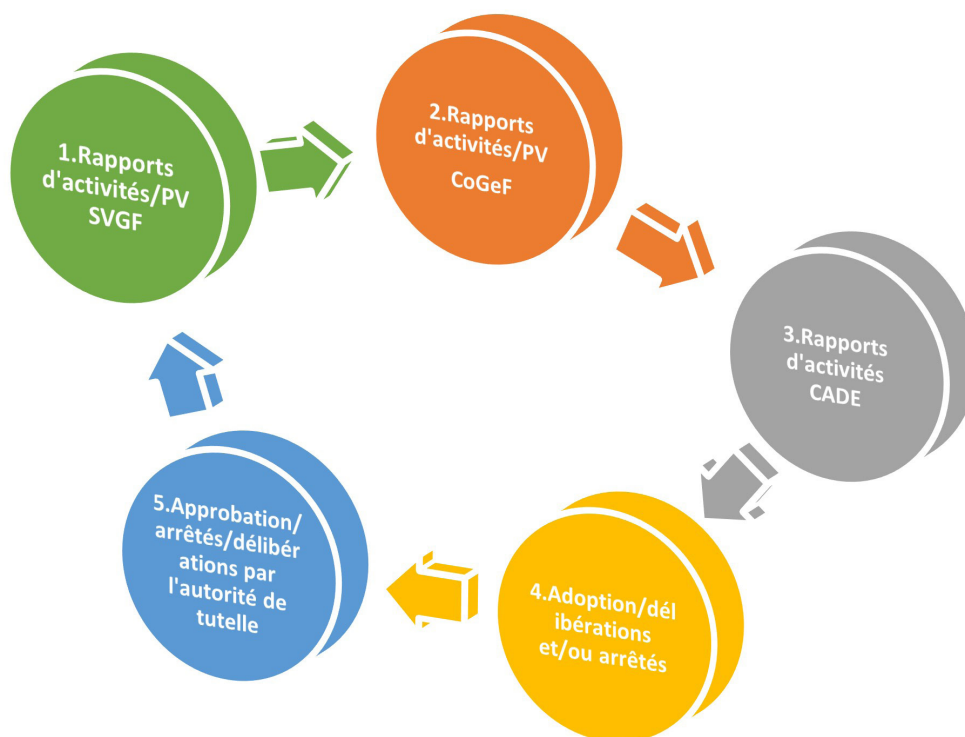 1.Rapports
d'activités/PV
SVGF
2.Rapports
d'activités/PV
CoGeF
3.Rapports
d'activités
CADE
4.Adoption/dél
ibérations
et/ou arrêtés
5.Approbation/
arrêtés/délibér
ations par
l'autorité de
tutelle